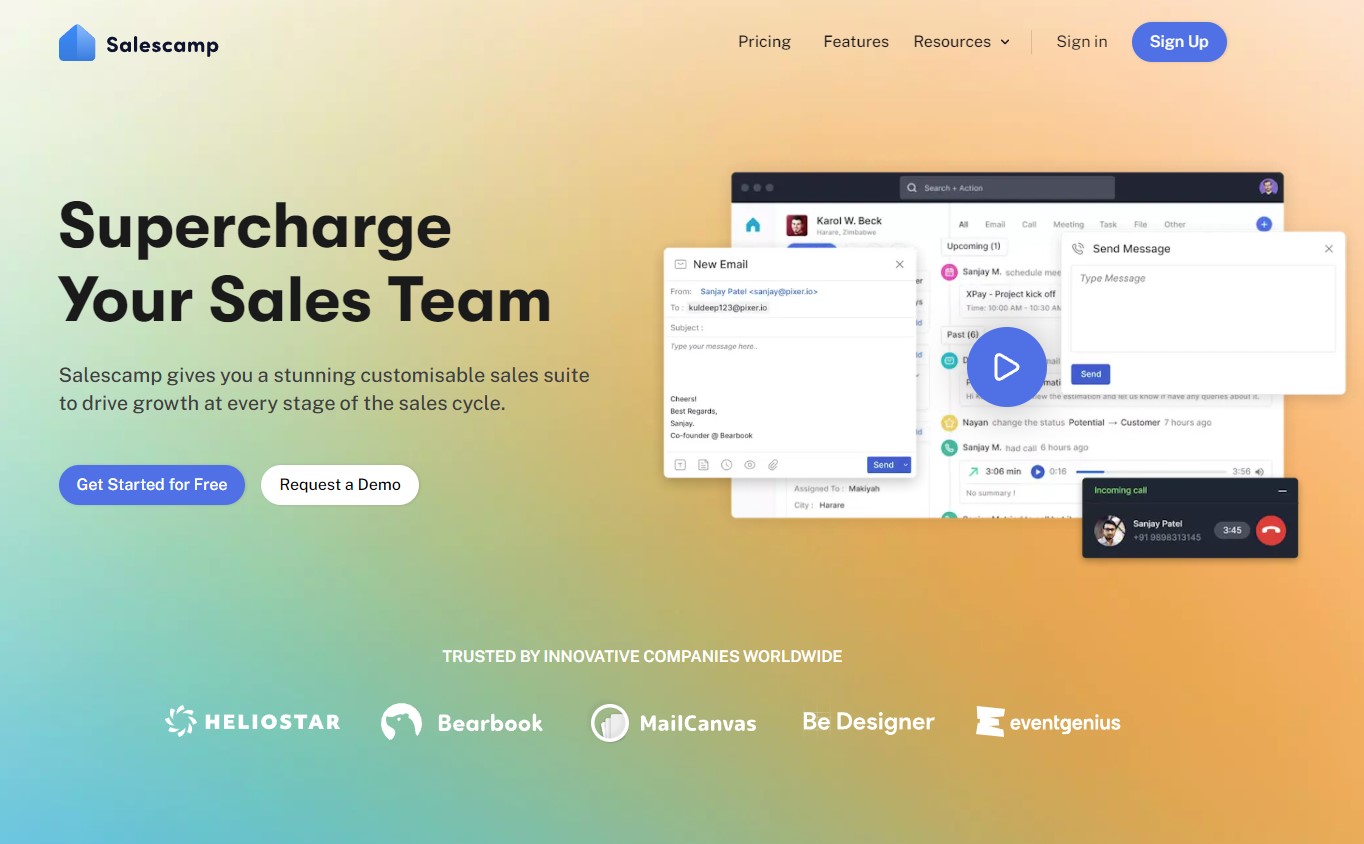 Salescamp
Pricing
Features
Resources
Sign in
Sign Up
Supercharge
Your Sales Team
Salescamp gives you a stunning customisable sales suite
to drive growth at every stage of the sales cycle.
Get Started for Free
Request a Demo
Search + Action
Karol W. Beck
Harare, Zimbabwe
All
Email
Call
Meeting
Task
File
Other
New Email
From: Sanjay Patel <sanjay@pixer.io>
To : kuldeep123@pixer.io
Subject :
Type your message here..
Cheers!
Best Regards,
Sanjay.
Co-founder @ Bearbook
Send
Assigned To : Makiyah
City : Harare
Upcoming (1)
Sanjay M. schedule
XPay - Project kick off
Time: 10:00 AM - 10:30 AM
Past (6)
the estimation and let us know if have any queries about it.
Nayan change the status Potential → Customer 7 hours ago
Sanjay M. had call 6 hours ago
3:06 min
0:16
3:56
No summary !
Send Message
Type Message
Send
Incoming call
Sanjay Patel
+91 9898313145
3:45
TRUSTED BY INNOVATIVE COMPANIES WORLDWIDE
HELIOSTAR
Bearbook
MailCanvas
Be Designer
eventgenius